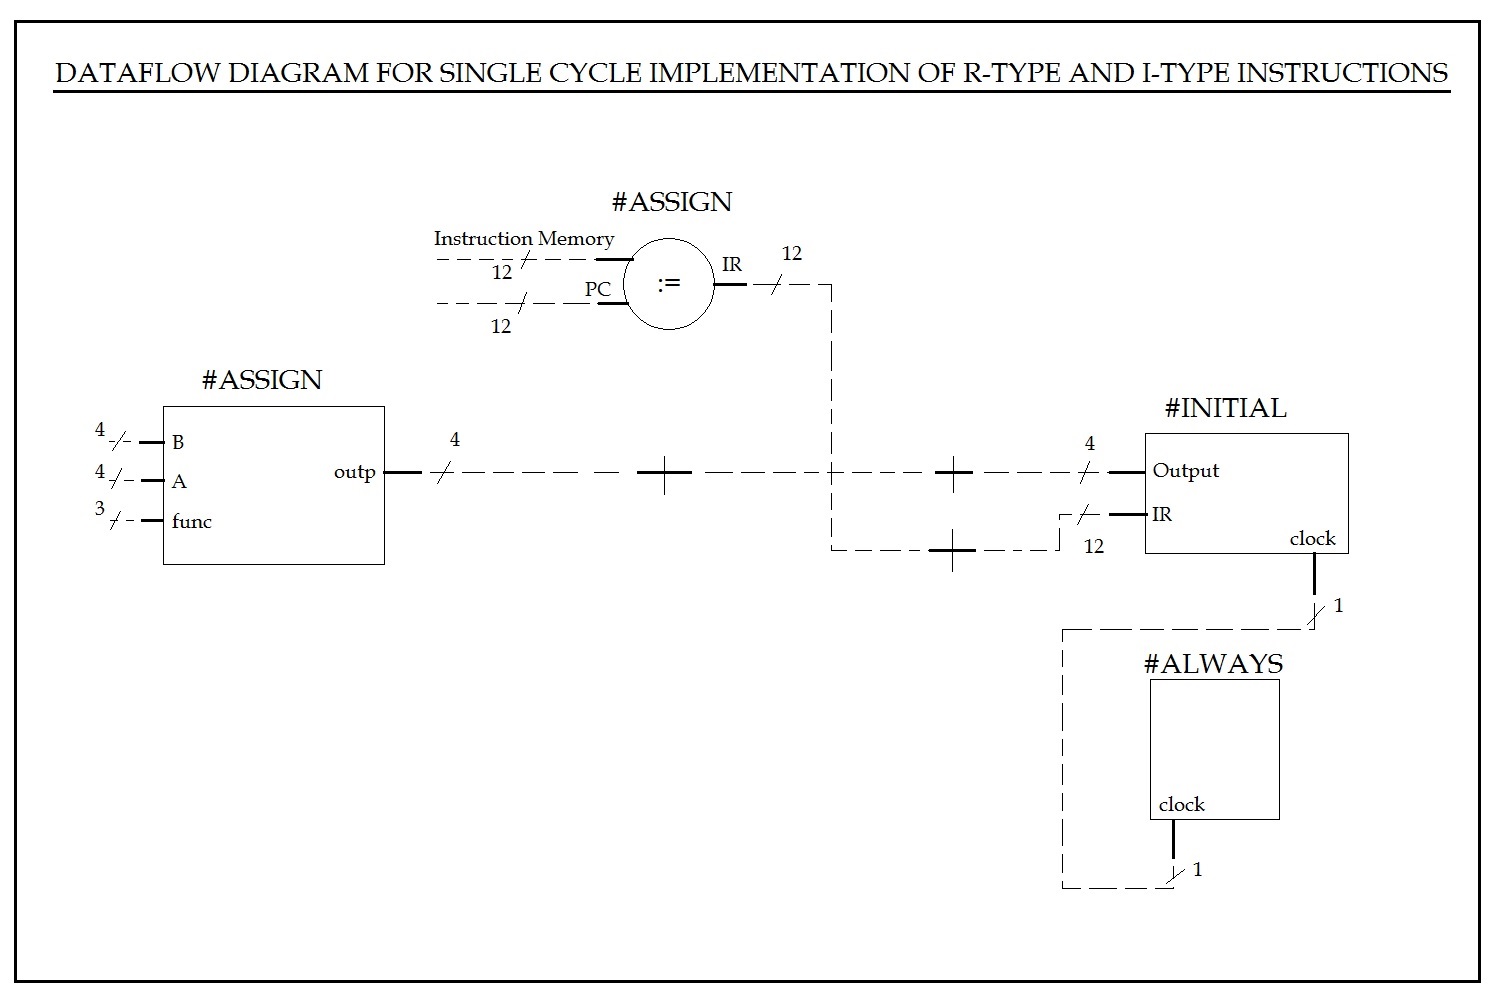 DATAFLOW DIAGRAM FOR SINGLE CYCLE IMPLEMENTATION OF R-TYPE AND I-TYPE INSTRUCTIONS
#ASSIGN
Instruction Memory
12
PC
12
:=
IR
12
#ASSIGN
4
B
4
A
3
func
outp
4
#INITIAL
4
Output
IR
12
clock
1
#ALWAYS
clock
1